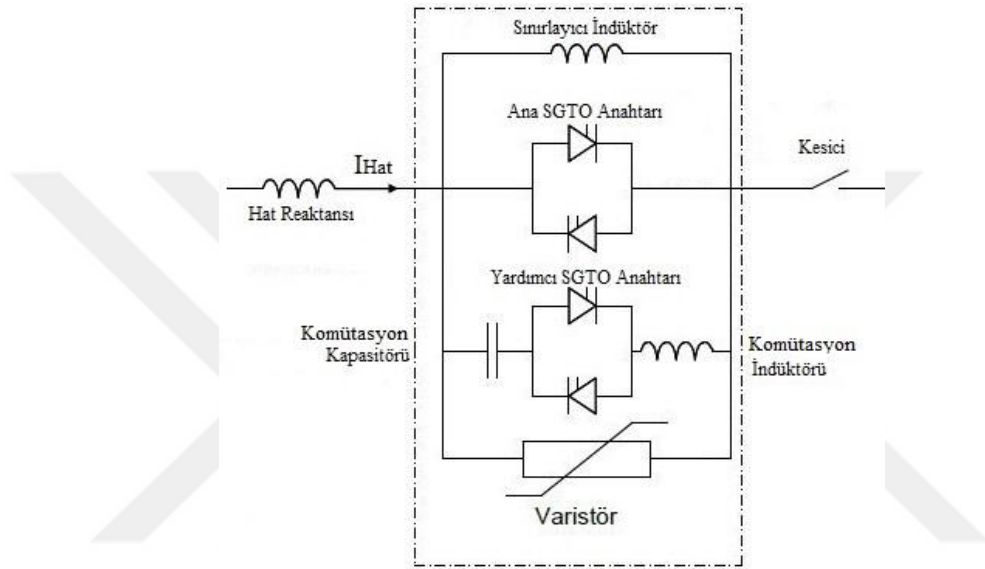 Sınırlayıcı İndüktör
Ana SGTO Anahtarı
Kesici
IHat
Hat Reaktansı
Yardımcı SGTO Anahtarı
Komütasyon
Kapasitörü
Komütasyon
İndüktörü
Varistör